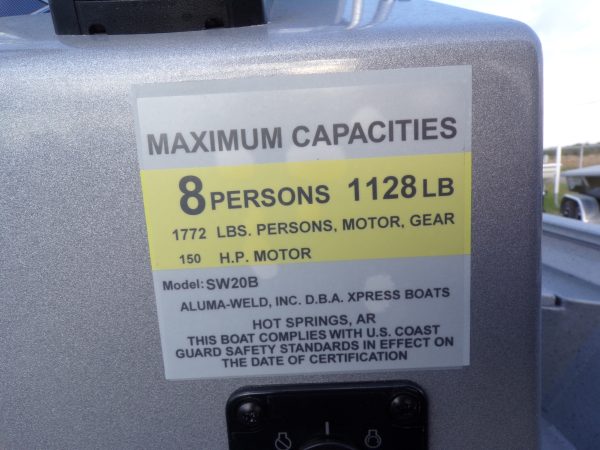 MAXIMUM CAPACITIES
8 PERSONS 1128 LB
1772 LBS. PERSONS, MOTOR, GEAR
150 H.P. MOTOR
Model: SW20B
ALUMA-WELD, INC. D.B.A. XPRESS BOATS
HOT SPRINGS, AR
THIS BOAT COMPLIES WITH U.S. COAST
GUARD SAFETY STANDARDS IN EFFECT ON
THE DATE OF CERTIFICATION